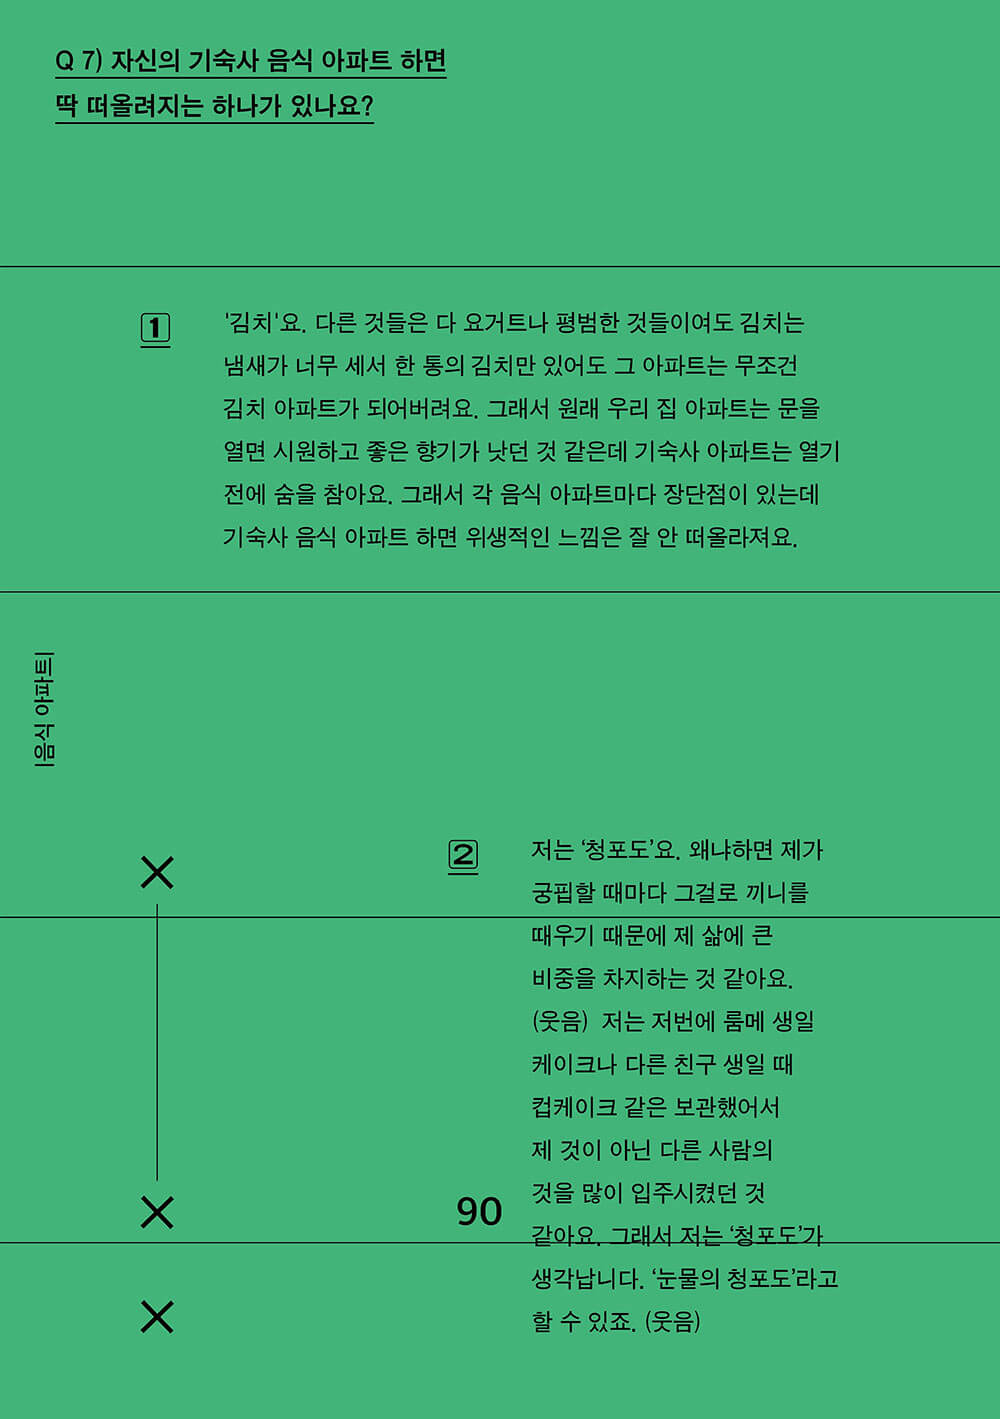 Q 7) 자신의 기숙사 음식 아파트 하면
딱 떠올려지는 하나가 있나요?
1
'김치'요. 다른 것들은 다 요거트나 평범한 것들이여도 김치는
냄새가 너무 세서 한 통의 김치만 있어도 그 아파트는 무조건
김치 아파트가 되어버려요. 그래서 원래 우리 집 아파트는 문을
열면 시원하고 좋은 향기가 낫던 것 같은데 기숙사 아파트는 열기
전에 숨을 참아요. 그래서 각 음식 아파트마다 장단점이 있는데
기숙사 음식 아파트 하면 위생적인 느낌은 잘 안 떠올라져요.
|음식 아파트|
2
저는 ‘청포도’요. 왜냐하면 제가
궁핍할 때마다 그걸로 끼니를
때우기 때문에 제 삶에 큰
비중을 차지하는 것 같아요.
(웃음) 저는 저번에 룸메 생일
케이크나 다른 친구 생일 때
컵케이크 같은 보관했어서
제 것이 아닌 다른 사람의
것을 많이 입주시켰던 것
같아요. 그래서 저는 ‘청포도’가
생각납니다. ‘눈물의 청포도’라고
할 수 있죠. (웃음)
90